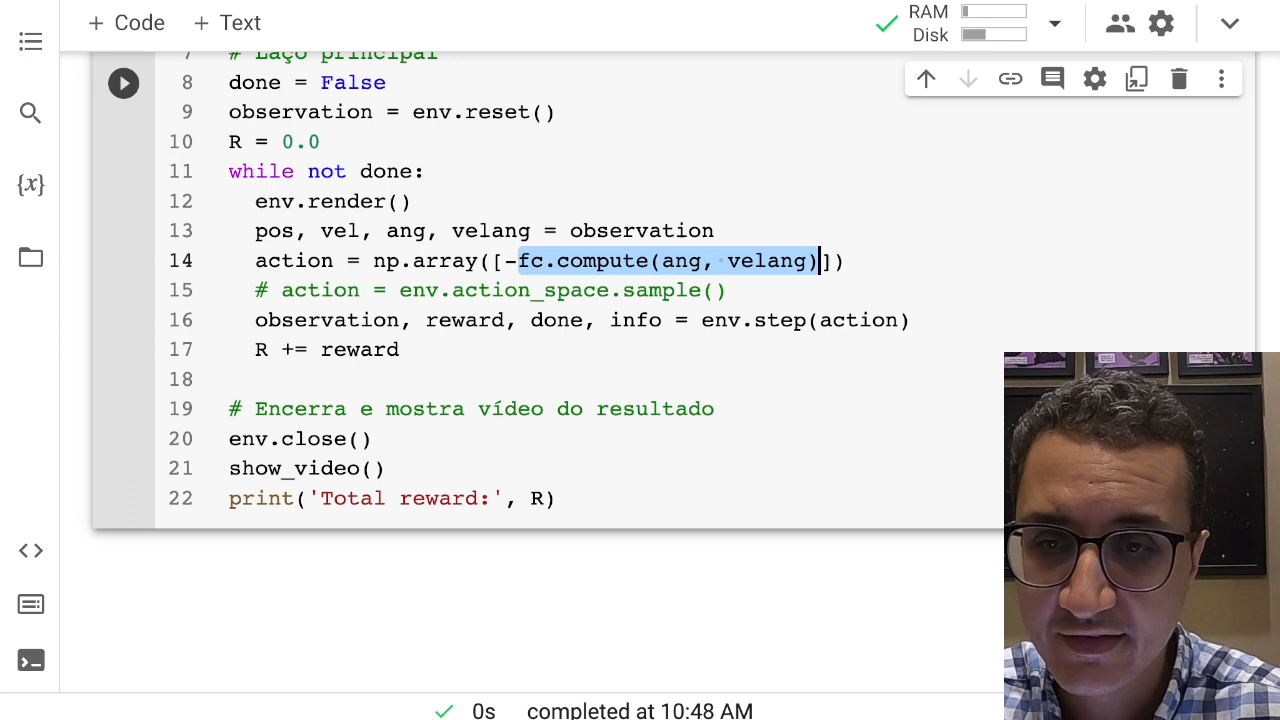 + Code + Text
RAM
Disk
{x}
7 # Laço principal
8 done = False
9 observation = env.reset()
10 R = 0.0
11 while not done:
12 env.render()
13 pos, vel, ang, velang = observation
14 action = np.array([-fc.compute(ang, velang)])
15 # action = env.action_space.sample()
16 observation, reward, done, info = env.step(action)
17 R += reward
18
19 # Encerra e mostra vídeo do resultado
20 env.close()
21 show_video()
22 print('Total reward:', R)
0s completed at 10:48 AM